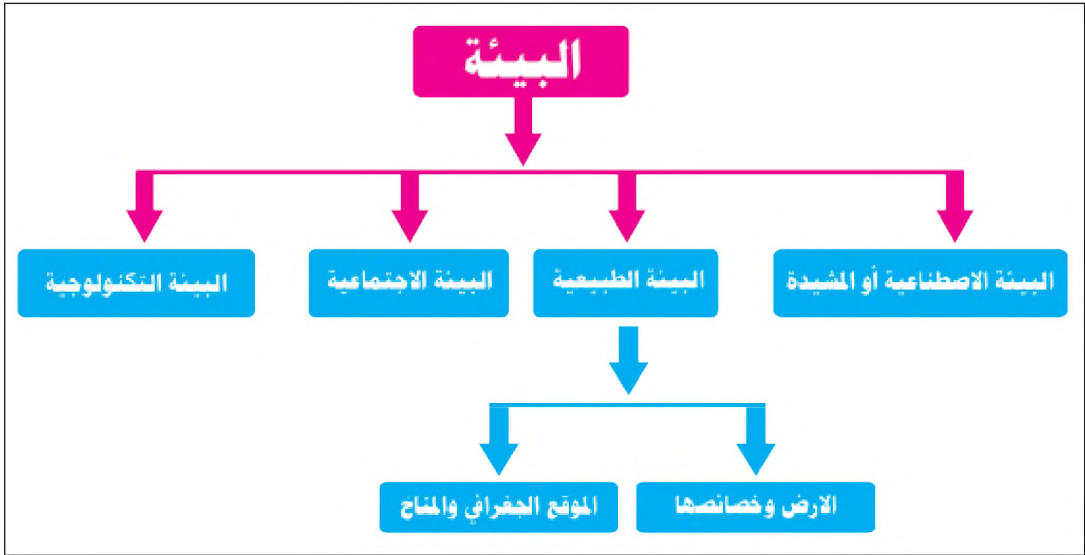 البيئة
البيئة الاصطناعية أو المشيدة
البيئة الطبيعية
البيئة الاجتماعية
البيئة التكنولوجية
الارض وخصائصها
الموقع الجغرافي والمناخ